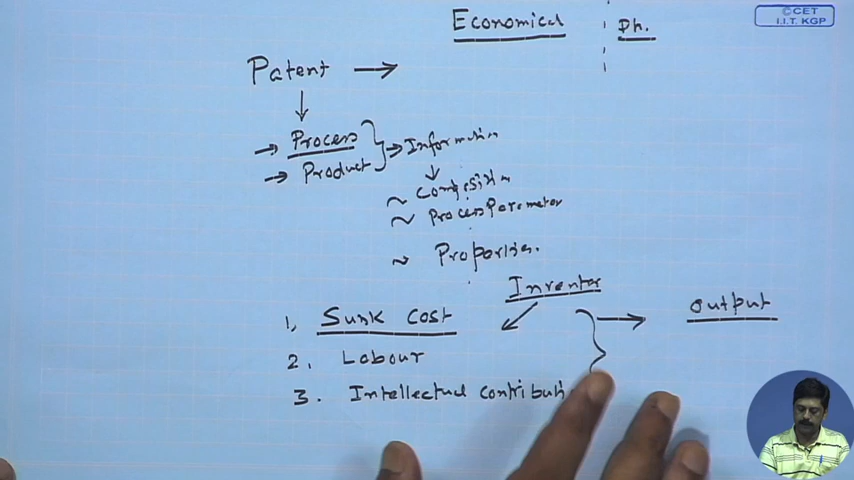 Economical
Ph.
©CET
I.I.T. KGP
Patent →
→ Process
→ Product
→ Information
~ Composition
~ Process Parameter
~ Properties.
Inventor
1, Sunk Cost
2. Labour
3. Intellectual
→ output